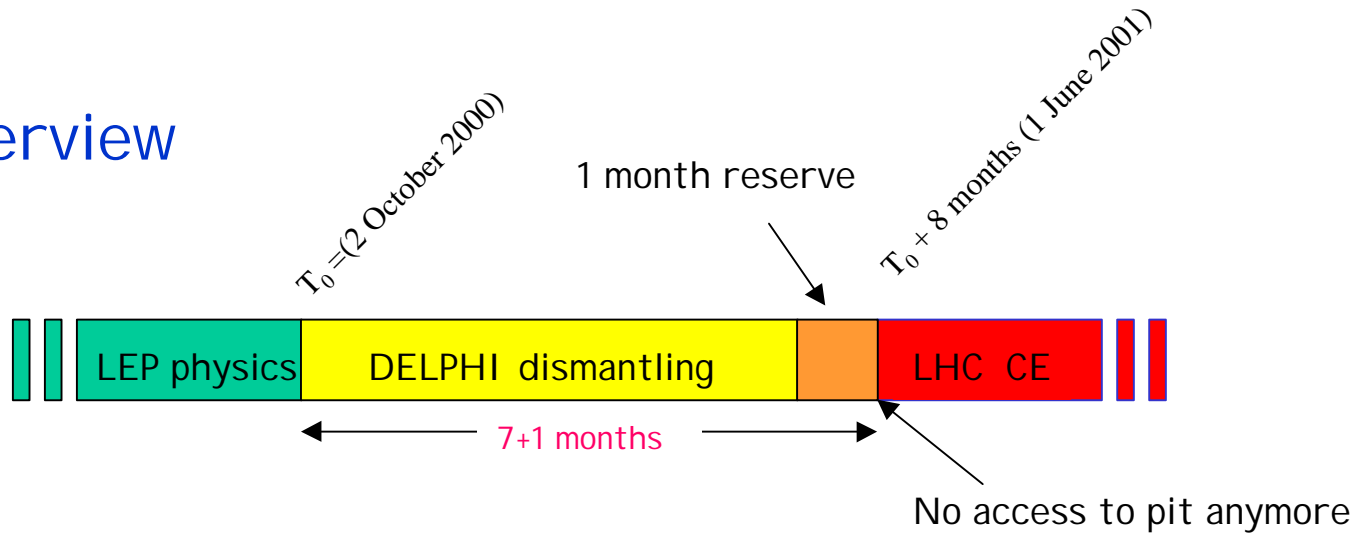 erview
T₀ =(2 October 2000)
1 month reserve
T₀ + 8 months (1 June 2001)
LEP physics
DELPHI dismantling
LHC CE
7+1 months
No access to pit anymore